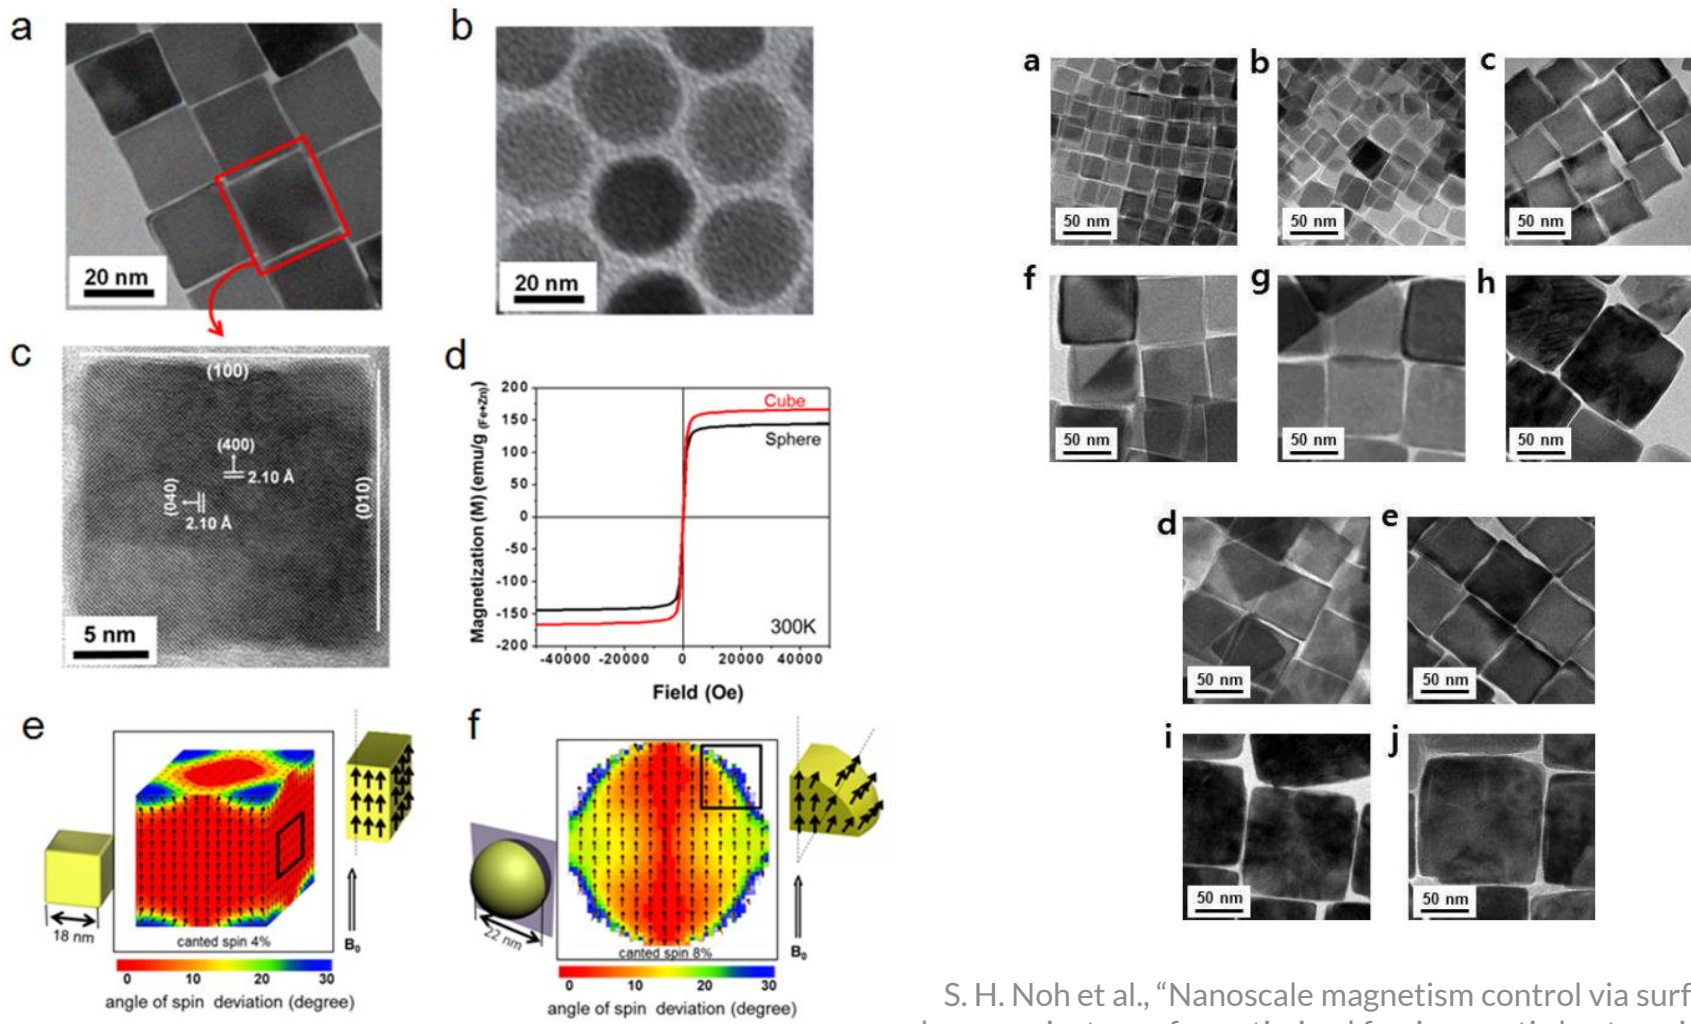 a
b
20 nm
20 nm
c
(100)
(400)
2.10 Å
(040)
2.10 Å
(010)
5 nm
d
200
150
100
50
0
-50
-100
-150
-200
Magnetization (M) (emu/g (Fe+Zn))
Cube
Sphere
300K
-40000 -20000 0 20000 40000
Field (Oe)
e
18 nm
canted spin 4%
B0
0 10 20 30
angle of spin deviation (degree)
f
22 nm
canted spin 8%
B0
0 10 20 30
angle of spin deviation (degree)
a b c
50 nm 50 nm 50 nm
f g h
50 nm 50 nm 50 nm
d e
50 nm 50 nm
i j
50 nm 50 nm
S. H. Noh et al., “Nanoscale magnetism control via surf